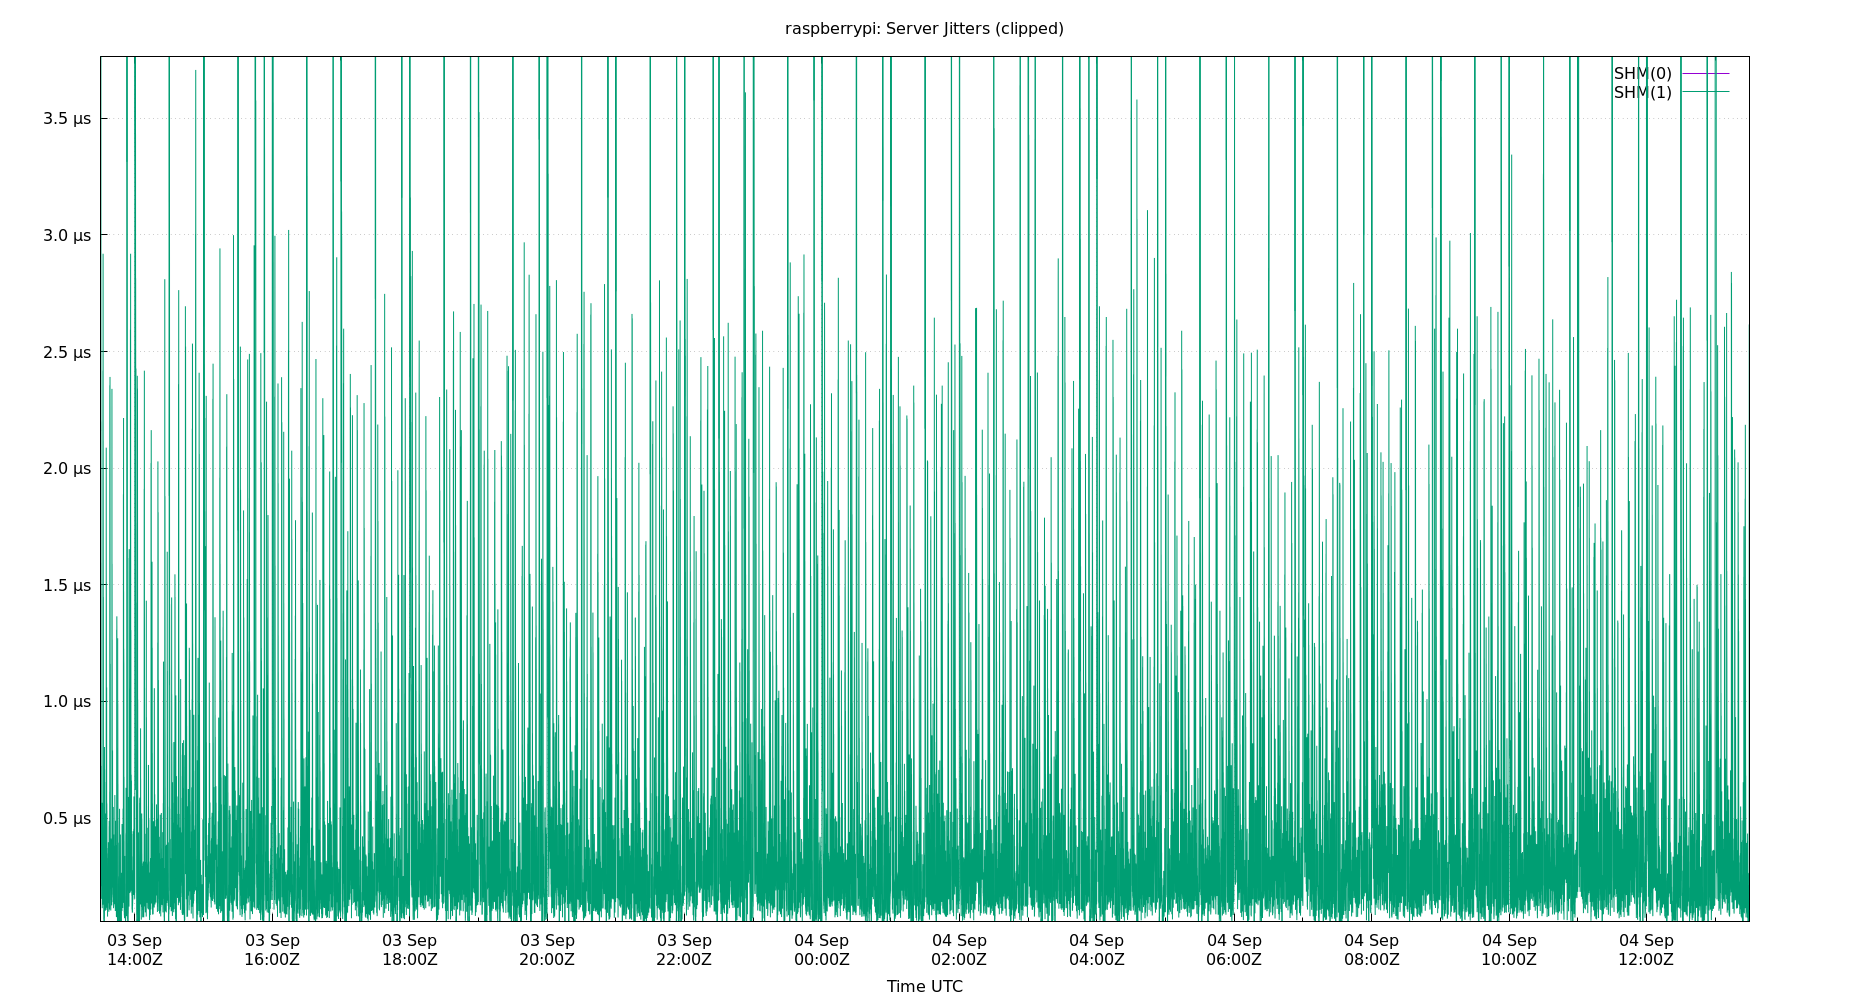 raspberrypi: Server Jitters (clipped)
SHM(0)
SHM(1)
3.5 µs
3.0 µs
2.5 µs
2.0 µs
1.5 µs
1.0 µs
0.5 µs
03 Sep 03 Sep 03 Sep 03 Sep 03 Sep 04 Sep 04 Sep 04 Sep 04 Sep 04 Sep 04 Sep 04 Sep
14:00Z 16:00Z 18:00Z 20:00Z 22:00Z 00:00Z 02:00Z 04:00Z 06:00Z 08:00Z 10:00Z 12:00Z
Time UTC